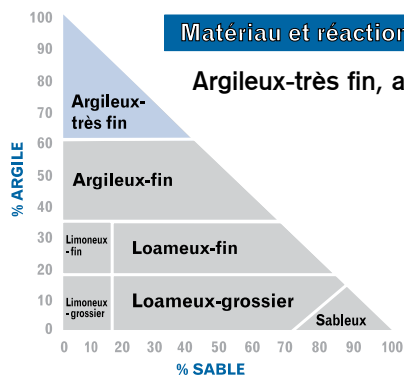 Matériau et réaction
Argileux-très fin, a
100
90
80
70
60
50
40
30
20
10
0
% ARGILE
Argileux-
très fin
Argileux-fin
Limoneux
-fin
Loameux-fin
Limoneux
-grossier
Loameux-grossier
Sableux
0 10 20 30 40 50 60 70 80 90 100
% SABLE